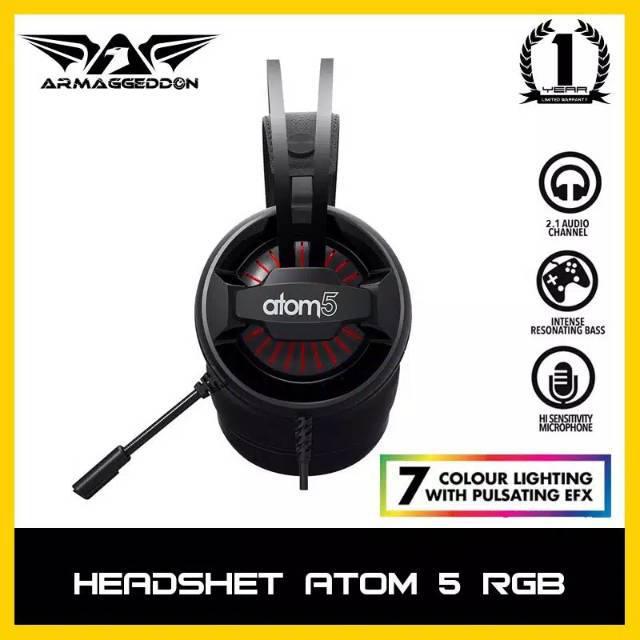 ARMAGGEDDON
1
YEAR
LIMITED WARRANTY
2.1 AUDIO
CHANNEL
atom5
INTENSE
RESONATING BASS
HI SENSITIVITY
MICROPHONE
7 COLOUR LIGHTING
WITH PULSATING EFX
HEADSHET ATOM 5 RGB